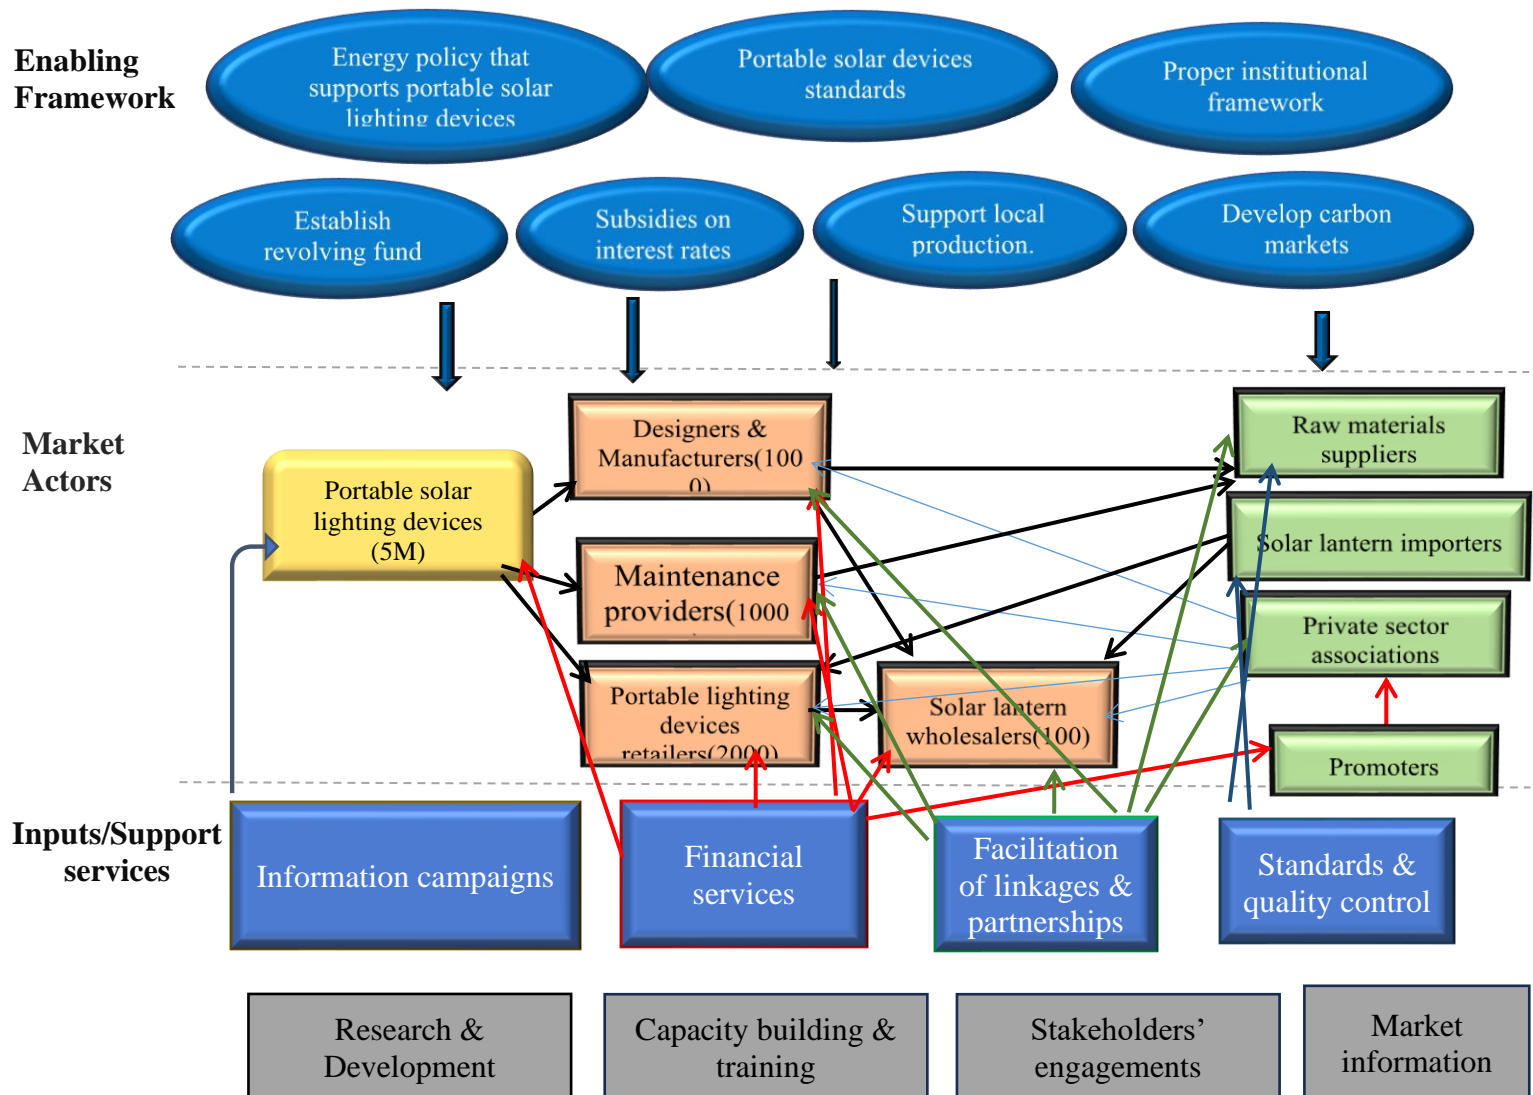 Enabling
Framework
Energy policy that
supports portable solar
lighting devices
Portable solar devices
standards
Proper institutional
framework
Establish
revolving fund
Subsidies on
interest rates
Support local
production.
Develop carbon
markets
Market
Actors
Portable solar
lighting devices
(5M)
Designers &
Manufacturers(100
0)
Maintenance
providers(1000
Portable lighting
devices
retailers(2000)
Solar lantern
wholesalers(100)
Raw materials
suppliers
Solar lantern importers
Private sector
associations
Promoters
Inputs/Support
services
Information campaigns
Financial
services
Facilitation
of linkages &
partnerships
Standards &
quality control
Research &
Development
Capacity building &
training
Stakeholders’
engagements
Market
information